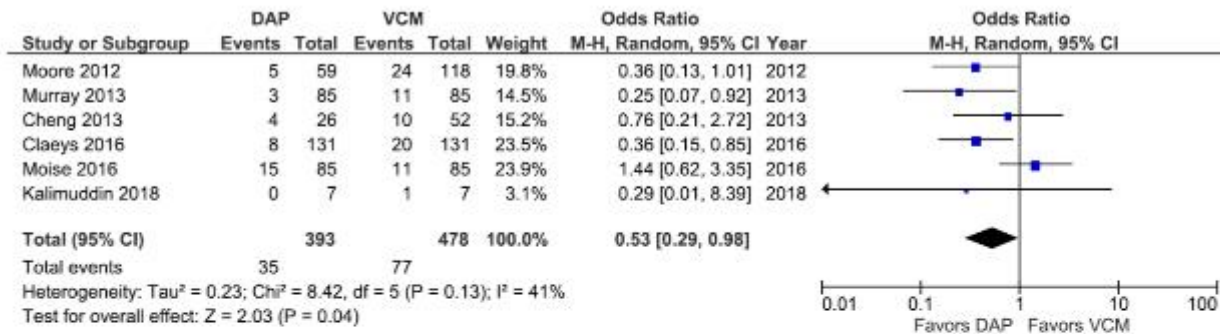 DAP VCM Odds Ratio Odds Ratio
Study or Subgroup Events Total Events Total Weight M-H, Random, 95% CI Year M-H, Random, 95% CI
Moore 2012 5 59 24 118 19.8% 0.36 [0.13, 1.01] 2012
Murray 2013 3 85 11 85 14.5% 0.25 [0.07, 0.92] 2013
Cheng 2013 4 26 10 52 15.2% 0.76 [0.21, 2.72] 2013
Claeys 2016 8 131 20 131 23.5% 0.36 [0.15, 0.85] 2016
Moise 2016 15 85 11 85 23.9% 1.44 [0.62, 3.35] 2016
Kalimuddin 2018 0 7 1 7 3.1% 0.29 [0.01, 8.39] 2018
Total (95% CI) 393 478 100.0% 0.53 [0.29, 0.98]
Total events 35 77
Heterogeneity: Tau² = 0.23; Chi² = 8.42, df = 5 (P = 0.13); I² = 41%
Test for overall effect: Z = 2.03 (P = 0.04)
0.01 0.1 1 10 100
Favors DAP Favors VCM